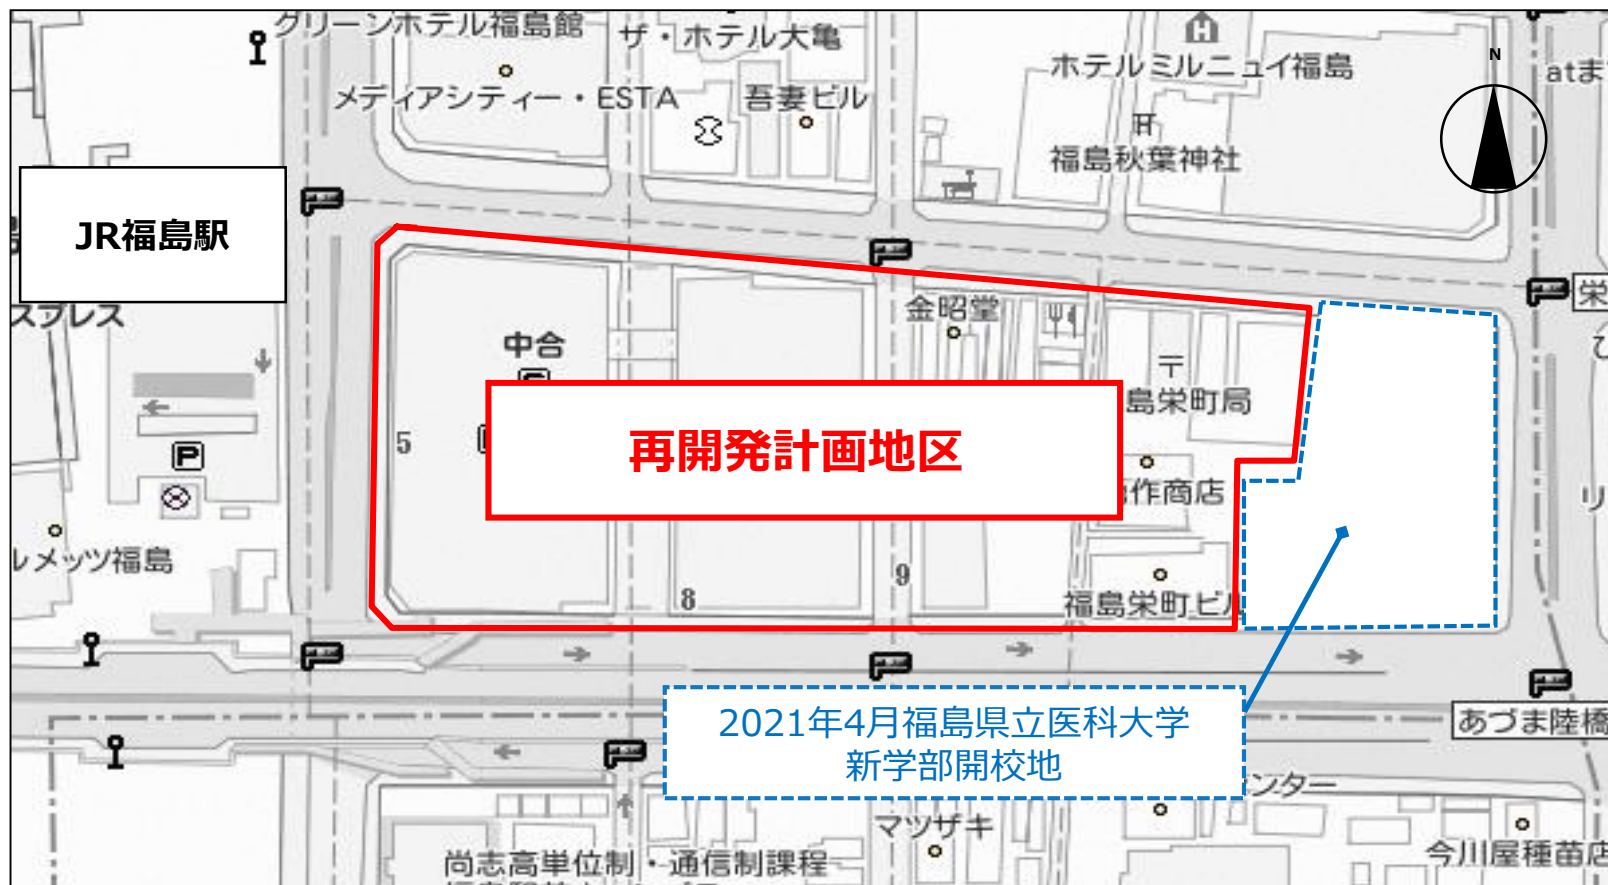 グリーンホテル福島館
ザ・ホテル大亀
ホテルミルニュイ福島
N
atま
メディアシティー・ESTA
吾妻ビル
H
福島秋葉神社
JR福島駅
スプレス
中合
金昭堂
栄
ひ
〒
島栄町局
5
再開発計画地区
P
作商店
リ
ルメッツ福島
8
9
福島栄町ビル
2021年4月福島県立医科大学
新学部開校地
あづま陸橋
ンター
マツザキ
今川屋種苗店
尚志高単位制・通信制課程